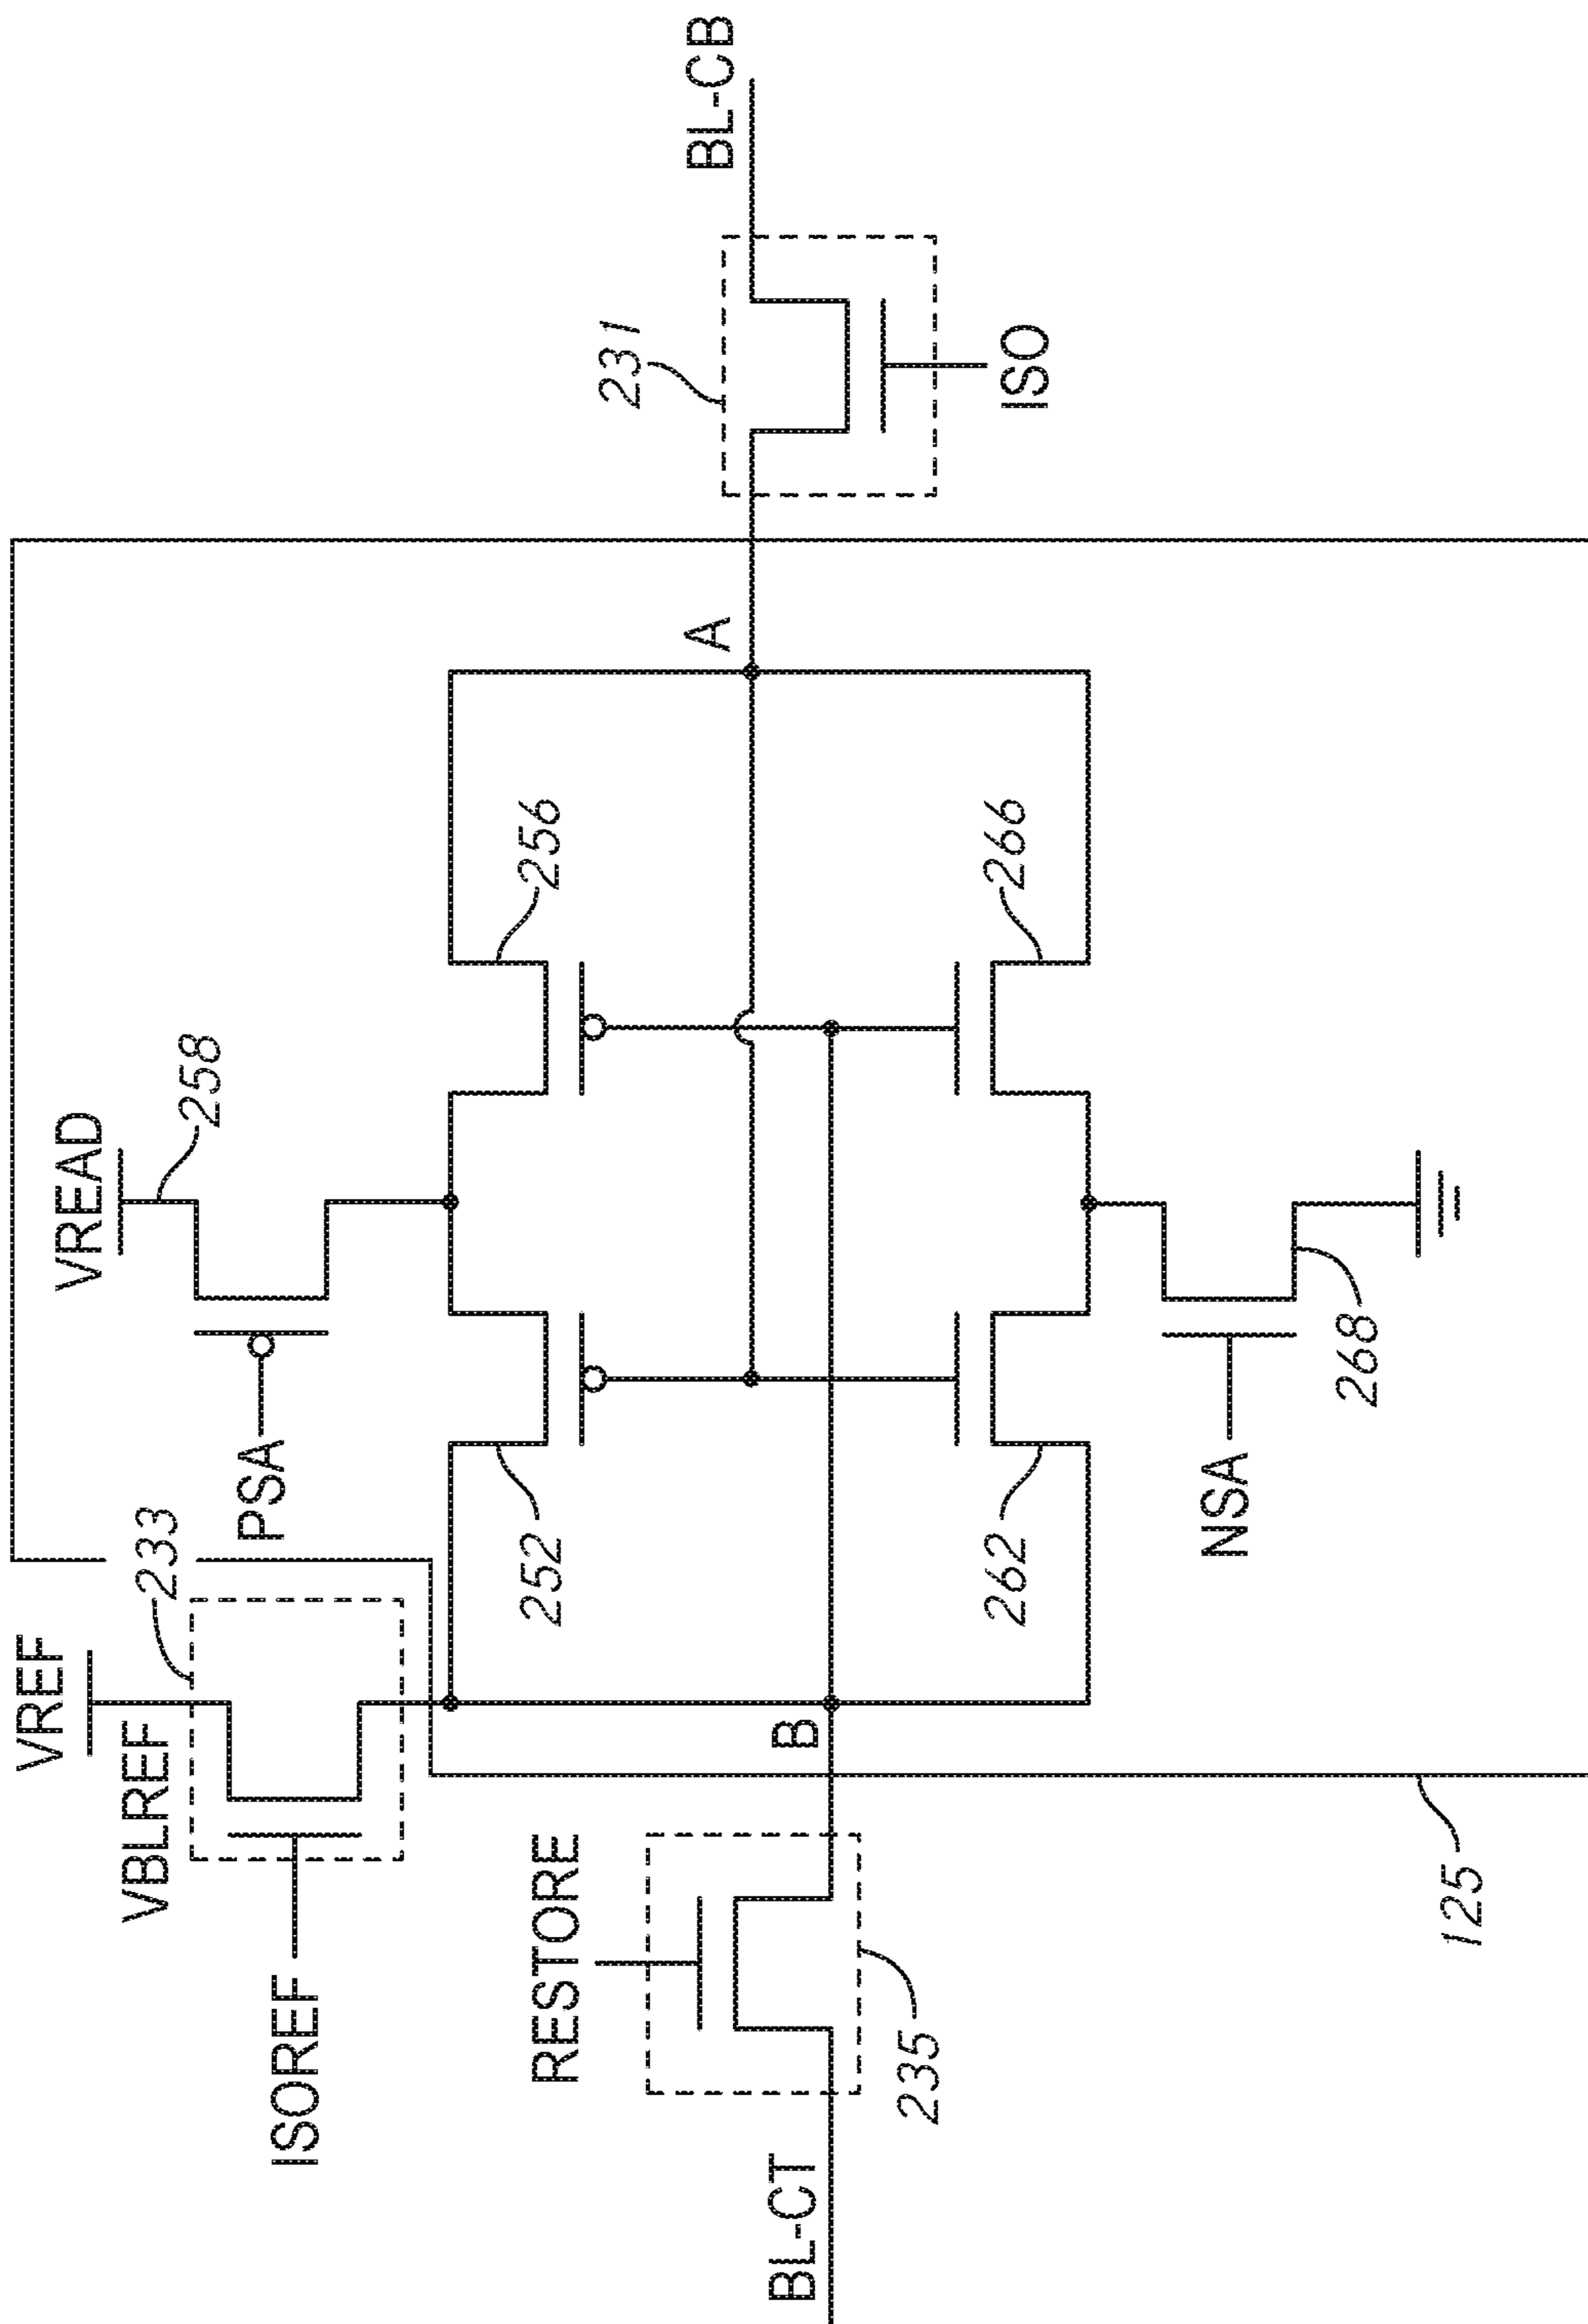 VREF
VREAD
VBLREF
233
258
PSA
ISOREF
252
256
RESTORE
231
A
BL-CB
BL-CT
B
235
262
266
ISO
NSA
268
125